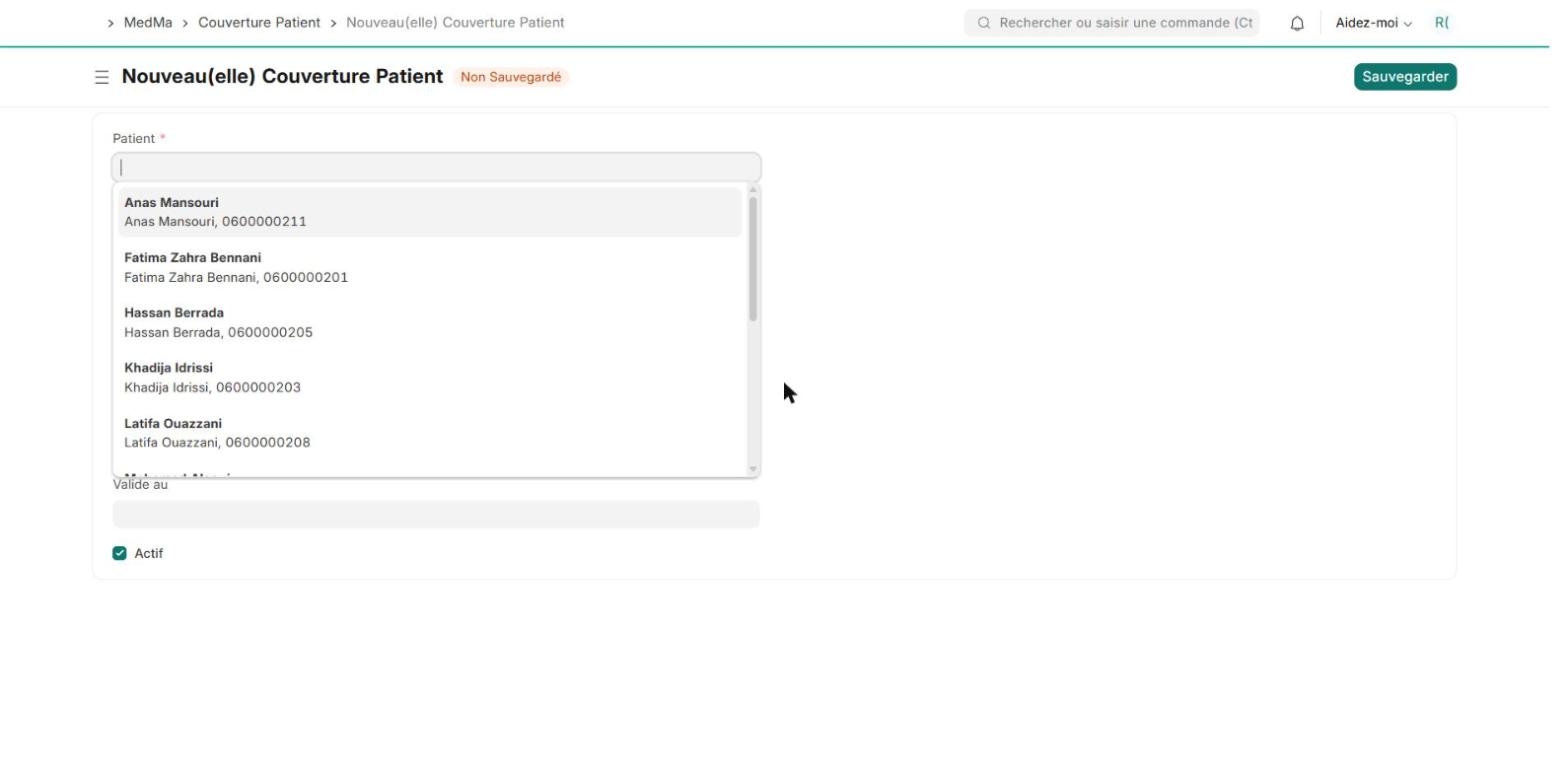 MedMa > Couverture Patient > Nouveau(elle) Couverture Patient
Rechercher ou saisir une commande (Ct
Aidez-moi
R(
Nouveau(elle) Couverture Patient
Non Sauvegardé
Sauvegarder
Patient *
Anas Mansouri
Anas Mansouri, 0600000211
Fatima Zahra Bennani
Fatima Zahra Bennani, 0600000201
Hassan Berrada
Hassan Berrada, 0600000205
Khadija Idrissi
Khadija Idrissi, 0600000203
Latifa Ouazzani
Latifa Ouazzani, 0600000208
Valide au
Actif